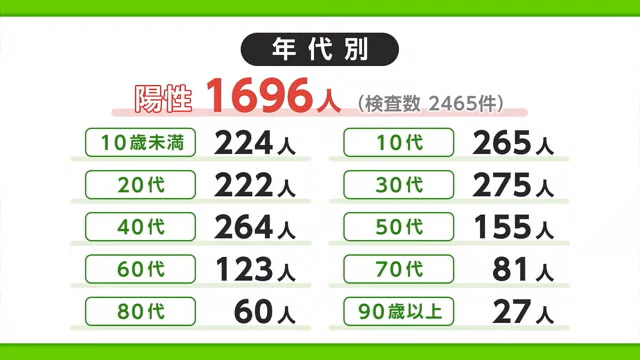 年代別
陽性 1696人 (検査数 2465件)
10歳未満 224人 10代 265人
20代 222人 30代 275人
40代 264人 50代 155人
60代 123人 70代 81人
80代 60人 90歳以上 27人